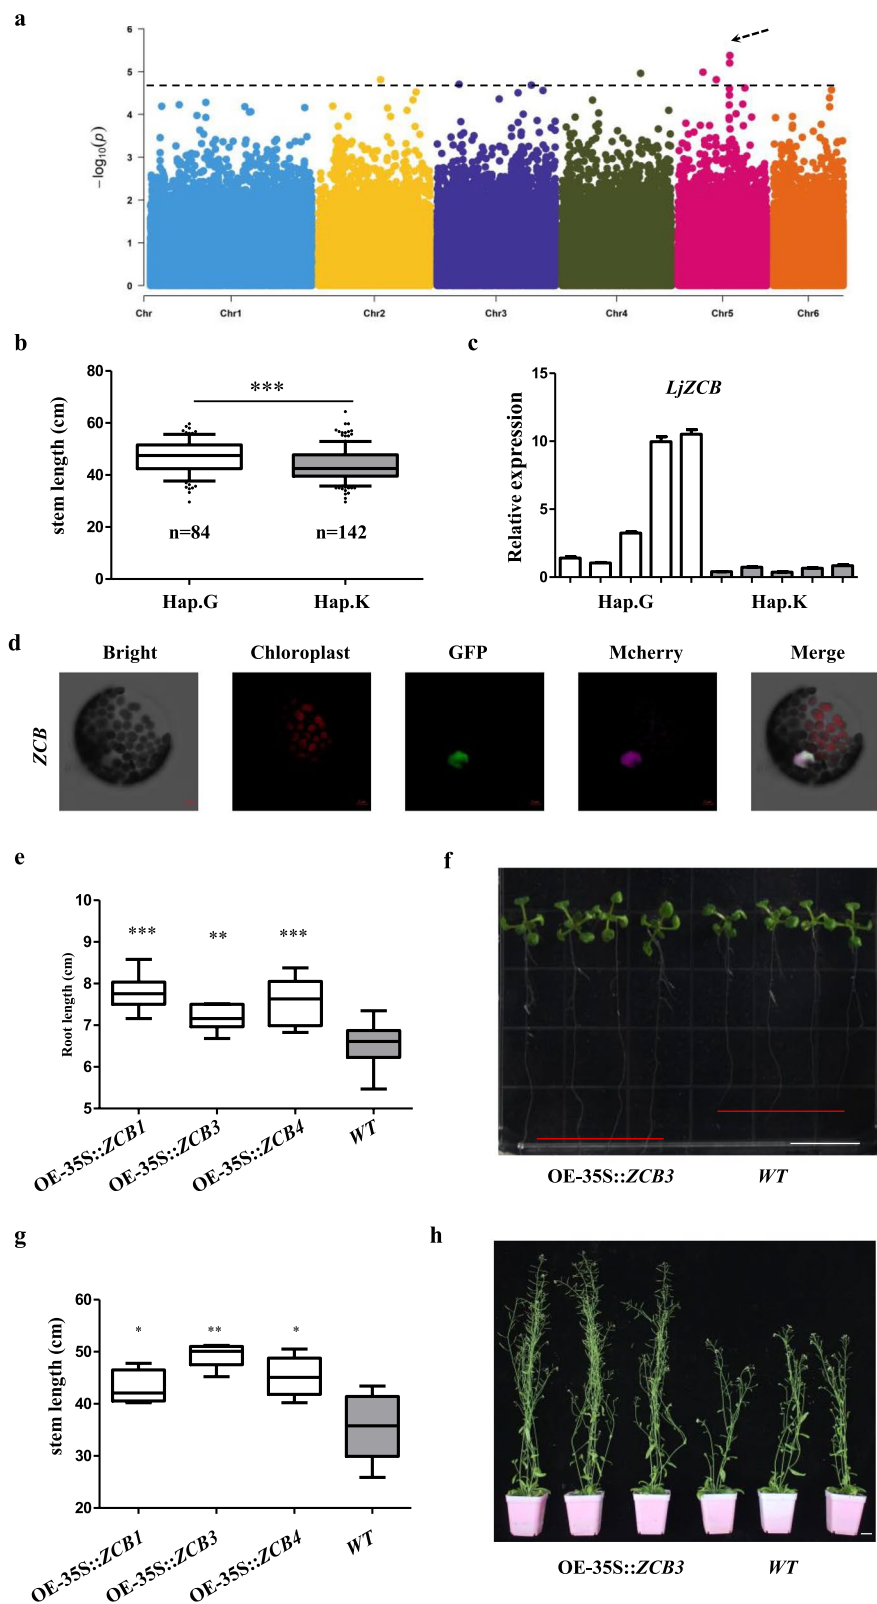 a
6
5
4
3
2
1
0
−log₁₀(p)
Chr Chr1 Chr2 Chr3 Chr4 Chr5 Chr6
b
80
60
40
20
0
stem length (cm)
***
n=84 n=142
Hap.G Hap.K
c
15
10
5
0
Relative expression
LjZCB
Hap.G Hap.K
d
Bright Chloroplast GFP Mcherry Merge
ZCB
e
10
9
8
7
6
5
Root length (cm)
*** ** ***
OE-35S::ZCB1 OE-35S::ZCB3 OE-35S::ZCB4 WT
f
OE-35S::ZCB3 WT
g
60
50
40
30
20
stem length (cm)
* ** *
OE-35S::ZCB1 OE-35S::ZCB3 OE-35S::ZCB4 WT
h
OE-35S::ZCB3 WT